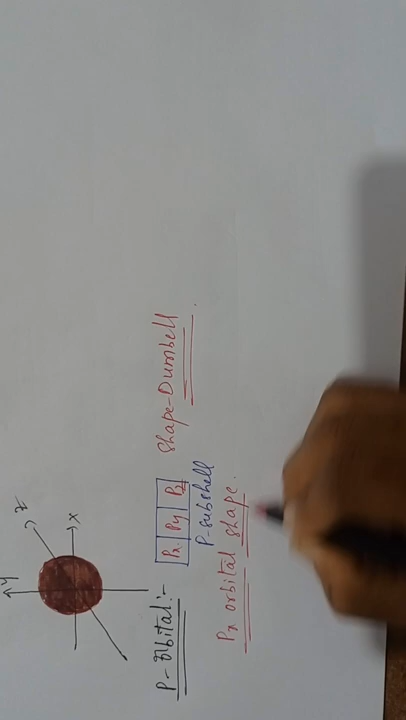 Y
Z
X
P-orbital:- Px Py Pz Shape-Dumbell.
P-subshell
Px orbital shape.